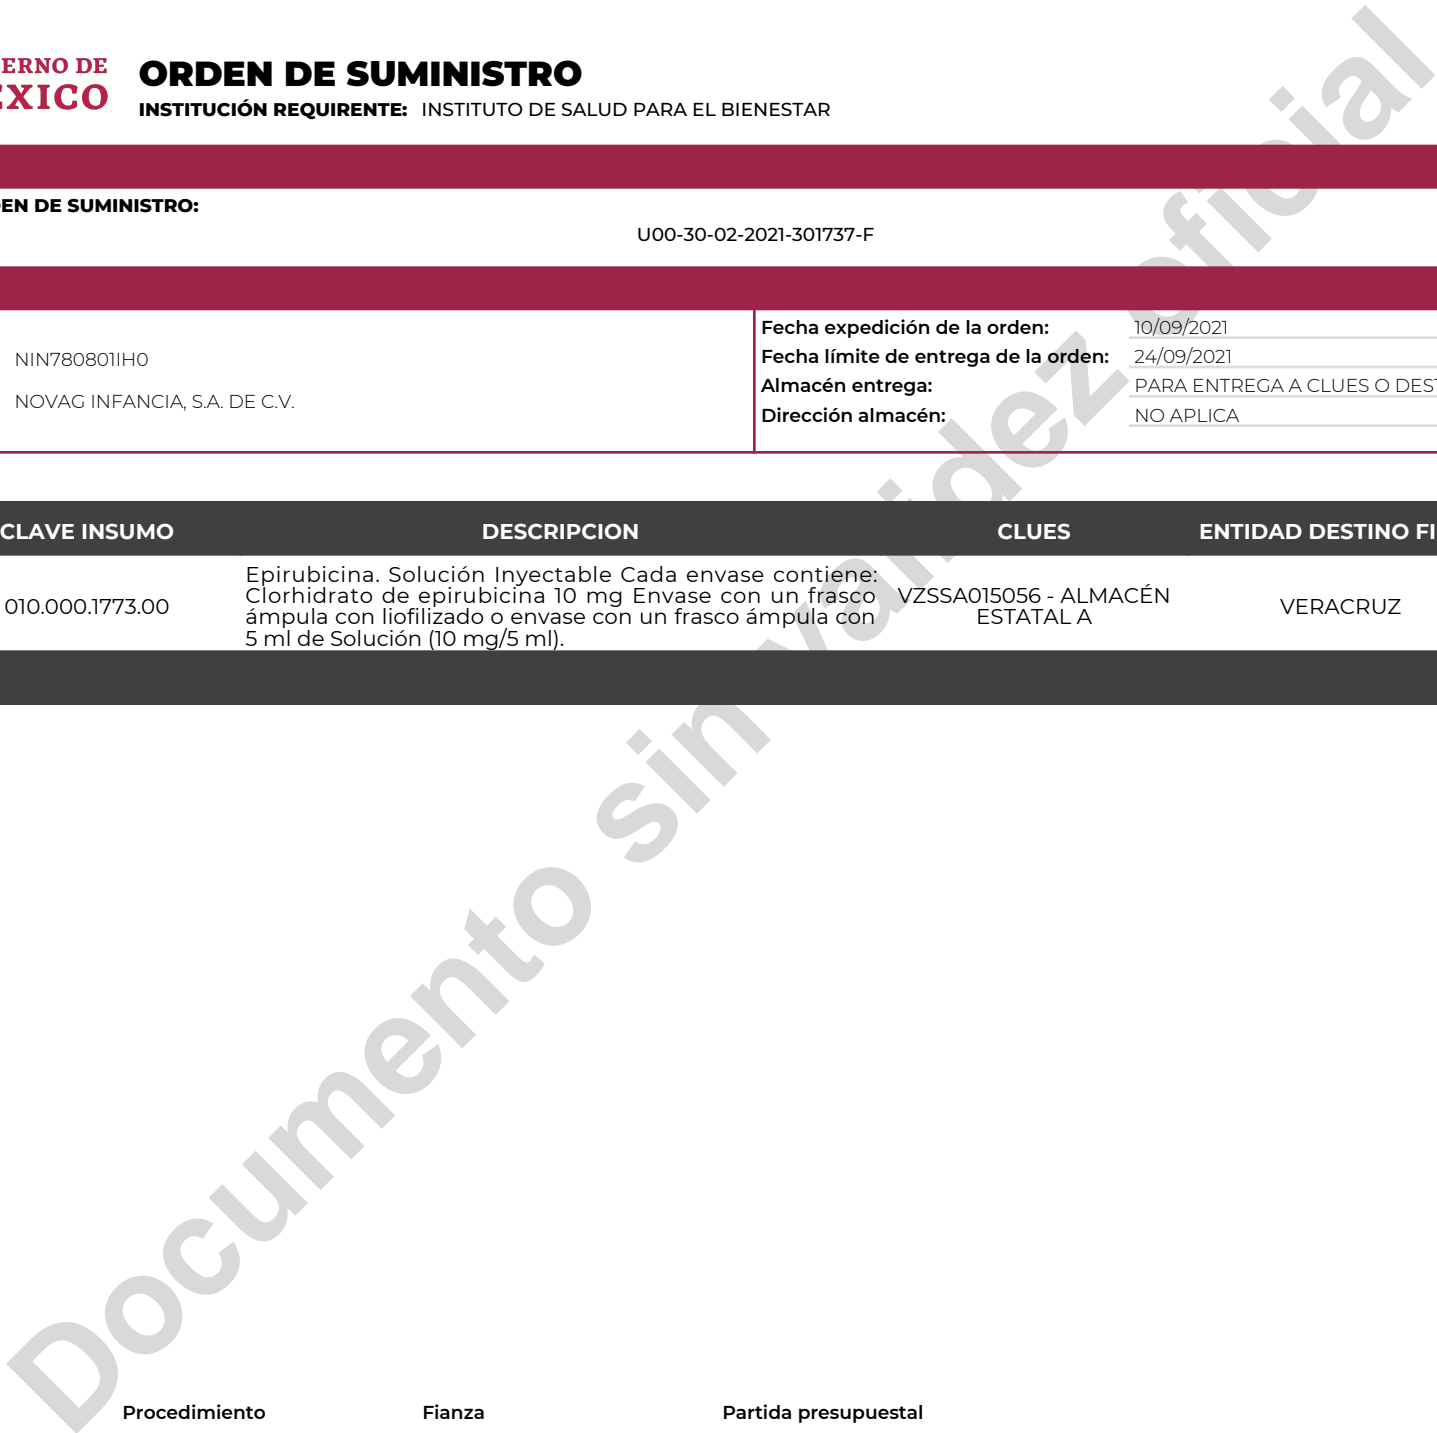 ERNO DE
ÉXICO
ORDEN DE SUMINISTRO
INSTITUCIÓN REQUIRENTE: INSTITUTO DE SALUD PARA EL BIENESTAR
EN DE SUMINISTRO:
U00-30-02-2021-301737-F
NIN780801IH0
NOVAG INFANCIA, S.A. DE C.V.
Fecha expedición de la orden: 10/09/2021
Fecha límite de entrega de la orden: 24/09/2021
Almacén entrega: PARA ENTREGA A CLUES O DEST
Dirección almacén: NO APLICA
CLAVE INSUMO DESCRIPCION CLUES ENTIDAD DESTINO FI
010.000.1773.00
Epirubicina. Solución Inyectable Cada envase contiene:
Clorhidrato de epirubicina 10 mg Envase con un frasco
ámpula con liofilizado o envase con un frasco ámpula con
5 ml de Solución (10 mg/5 ml).
VZSSA015056 - ALMACÉN
ESTATAL A
VERACRUZ
Documento sin validez oficial
Procedimiento Fianza Partida presupuestal